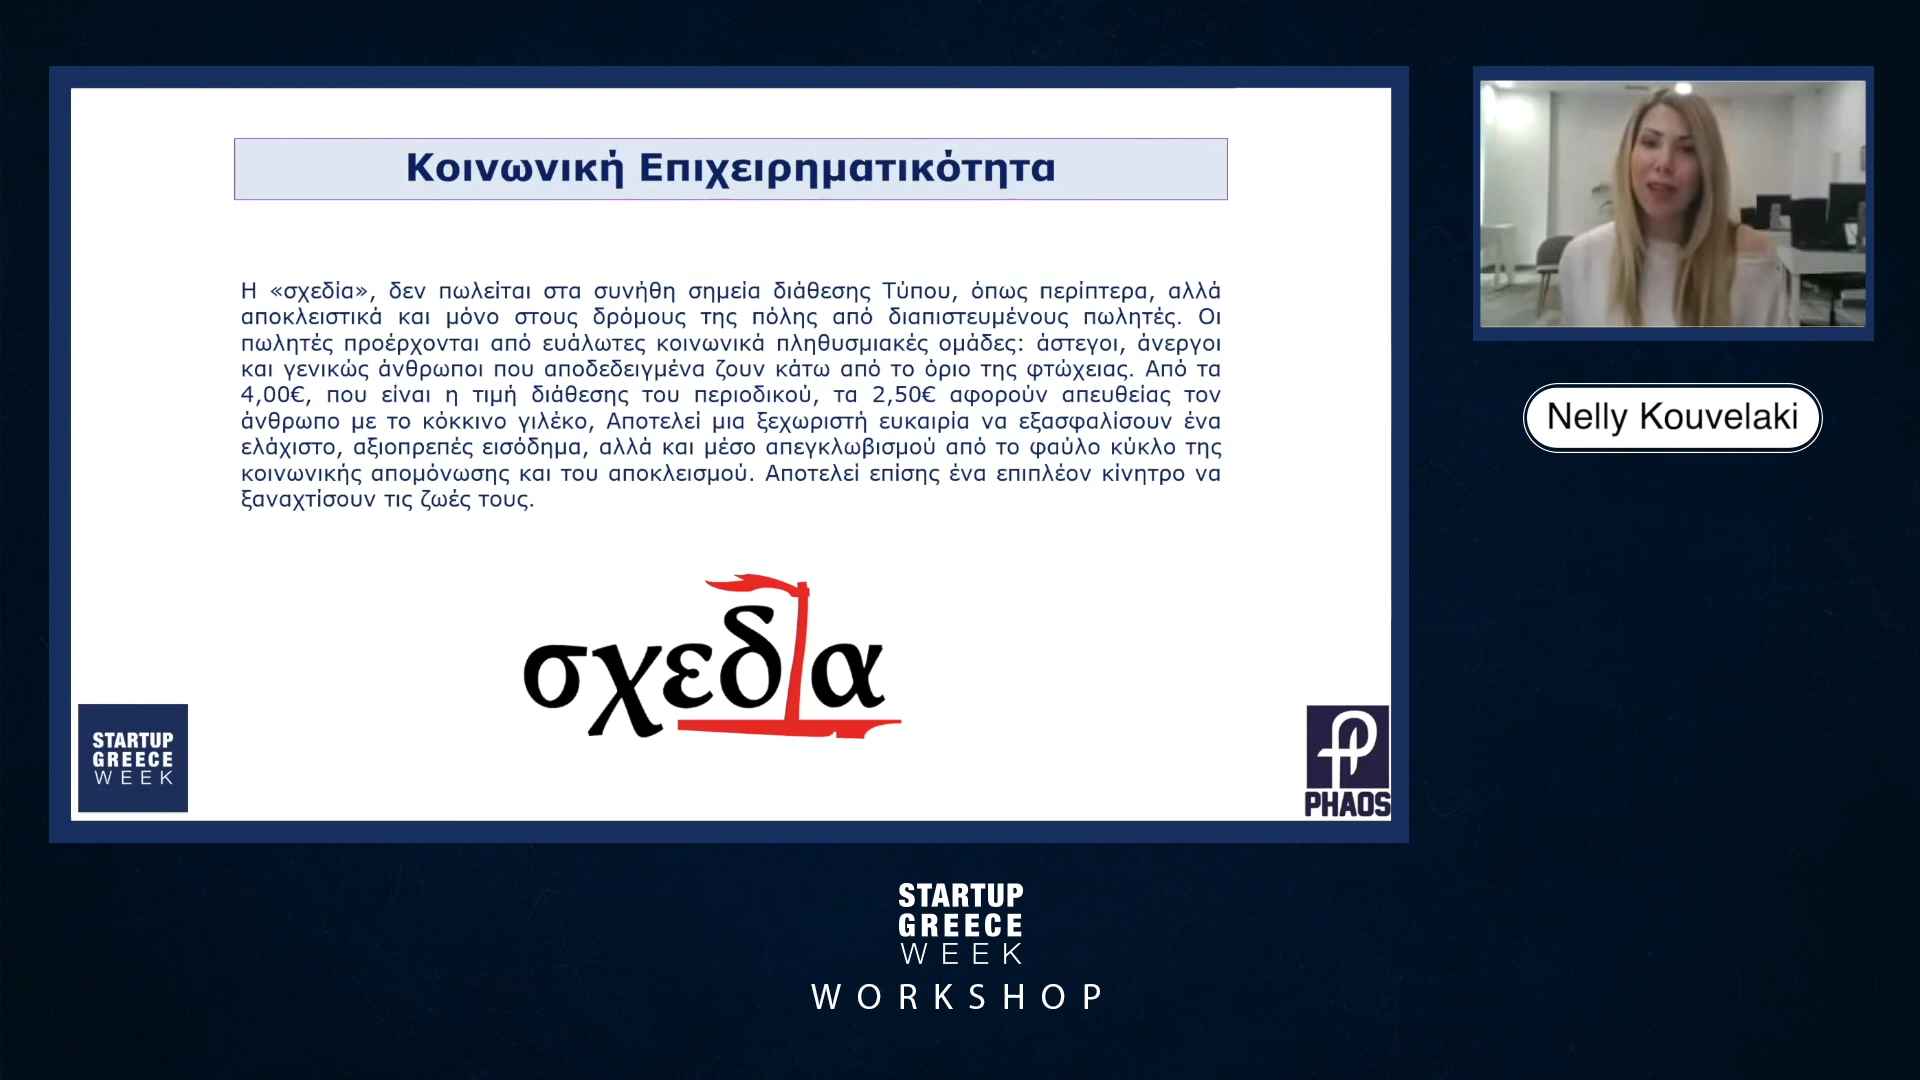 Κοινωνική Επιχειρηματικότητα
Η «σχεδία», δεν πωλείται στα συνήθη σημεία διάθεσης Τύπου, όπως περίπτερα, αλλά
αποκλειστικά και μόνο στους δρόμους της πόλης από διαπιστευμένους πωλητές. Οι
πωλητές προέρχονται από ευάλωτες κοινωνικά πληθυσμιακές ομάδες: άστεγοι, άνεργοι
και γενικώς άνθρωποι που αποδεδειγμένα ζουν κάτω από το όριο της φτώχειας. Από τα
4,00€, που είναι η τιμή διάθεσης του περιοδικού, τα 2,50€ αφορούν απευθείας τον
άνθρωπο με το κόκκινο γιλέκο, Αποτελεί μια ξεχωριστή ευκαιρία να εξασφαλίσουν ένα
ελάχιστο, αξιοπρεπές εισόδημα, αλλά και μέσο απεγκλωβισμού από το φαύλο κύκλο της
κοινωνικής απομόνωσης και του αποκλεισμού. Αποτελεί επίσης ένα επιπλέον κίνητρο να
ξαναχτίσουν τις ζωές τους.
σχεδία
STARTUP
GREECE
WEEK
PHAOS
Nelly Kouvelaki
STARTUP
GREECE
WEEK
WORKSHOP